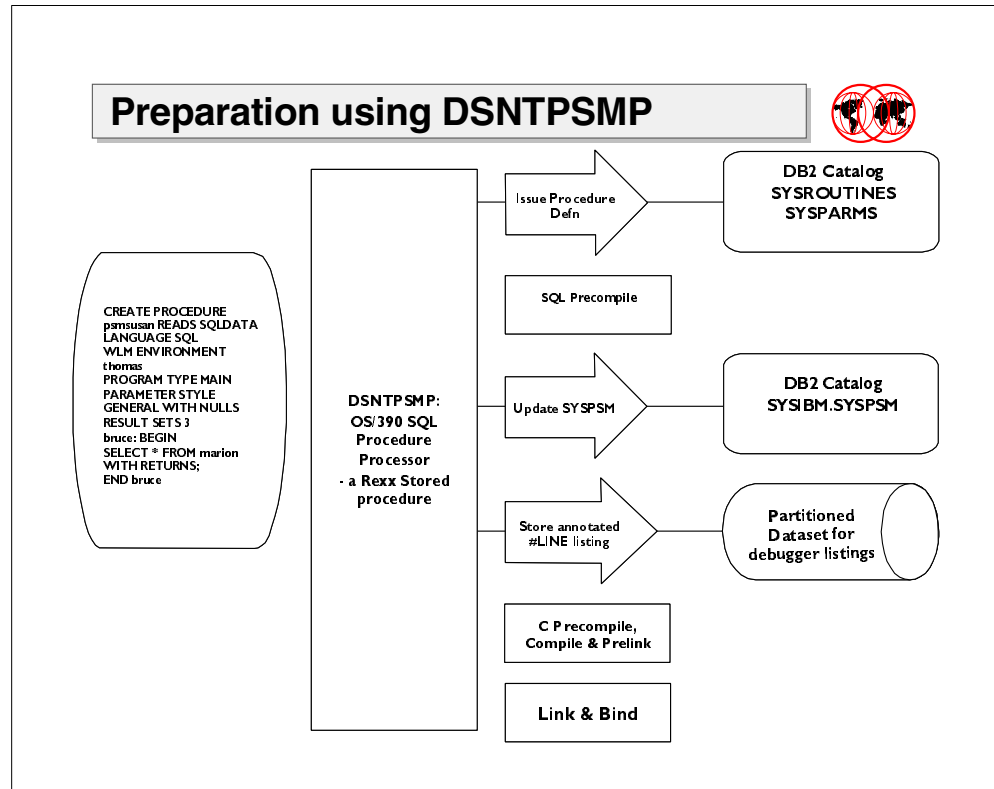 Preparation using DSNTPSMP
CREATE PROCEDURE
psmsusan READS SQLDATA
LANGUAGE SQL
WLM ENVIRONMENT
thomas
PROGRAM TYPE MAIN
PARAMETER STYLE
GENERAL WITH NULLS
RESULT SETS 3
bruce: BEGIN
SELECT * FROM marion
WITH RETURNS;
END bruce
DSNTPSMP:
OS/390 SQL
Procedure
Processor
- a Rexx Stored
procedure
Issue Procedure
Defn
DB2 Catalog
SYSROUTINES
SYSPARMS
SQL Precompile
Update SYSPSM
DB2 Catalog
SYSIBM.SYSPSM
Store annotated
#LINE listing
Partitioned
Dataset for
debugger listings
C Precompile,
Compile & Prelink
Link & Bind